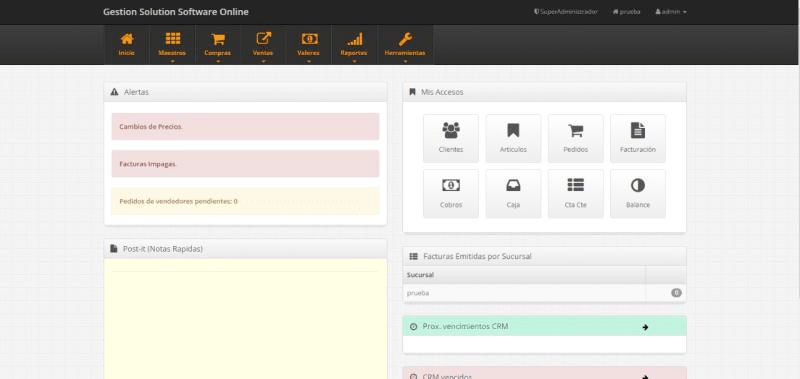 Gestion Solution Software Online
SuperAdministrador prueba admin
Inicio Maestros Compras Ventas Valores Reportes Herramientas
Alertas
Cambios de Precios.
Facturas Impagas.
Pedidos de vendedores pendientes: 0
Post-it (Notas Rapidas)
Mis Accesos
Clientes Articulos Pedidos Facturación
Cobros Caja Cta Cte Balance
Facturas Emitidas por Sucursal
Sucursal
prueba 0
Prox. vencimientos CRM
CRM vencidos